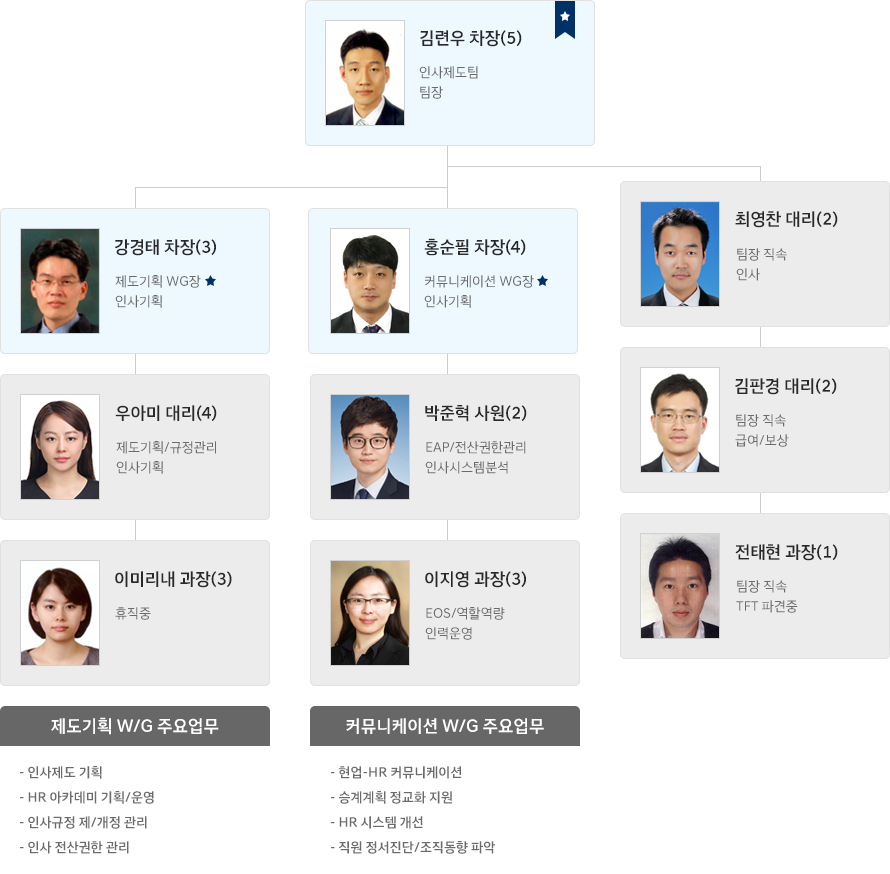 김련우 차장(5)
인사제도팀
팀장
강경태 차장(3)
제도기획 WG장
인사기획
홍순필 차장(4)
커뮤니케이션 WG장
인사기획
최영찬 대리(2)
팀장 직속
인사
우아미 대리(4)
제도기획/규정관리
인사기획
박준혁 사원(2)
EAP/전산권한관리
인사시스템분석
김판경 대리(2)
팀장 직속
급여/보상
이미리내 과장(3)
휴직중
이지영 과장(3)
EOS/역할역량
인력운영
전태현 과장(1)
팀장 직속
TFT 파견중
제도기획 W/G 주요업무
- 인사제도 기획
- HR 아카데미 기획/운영
- 인사규정 제/개정 관리
- 인사 전산권한 관리
커뮤니케이션 W/G 주요업무
- 현업-HR 커뮤니케이션
- 승계계획 정교화 지원
- HR 시스템 개선
- 직원 정서진단/조직동향 파악